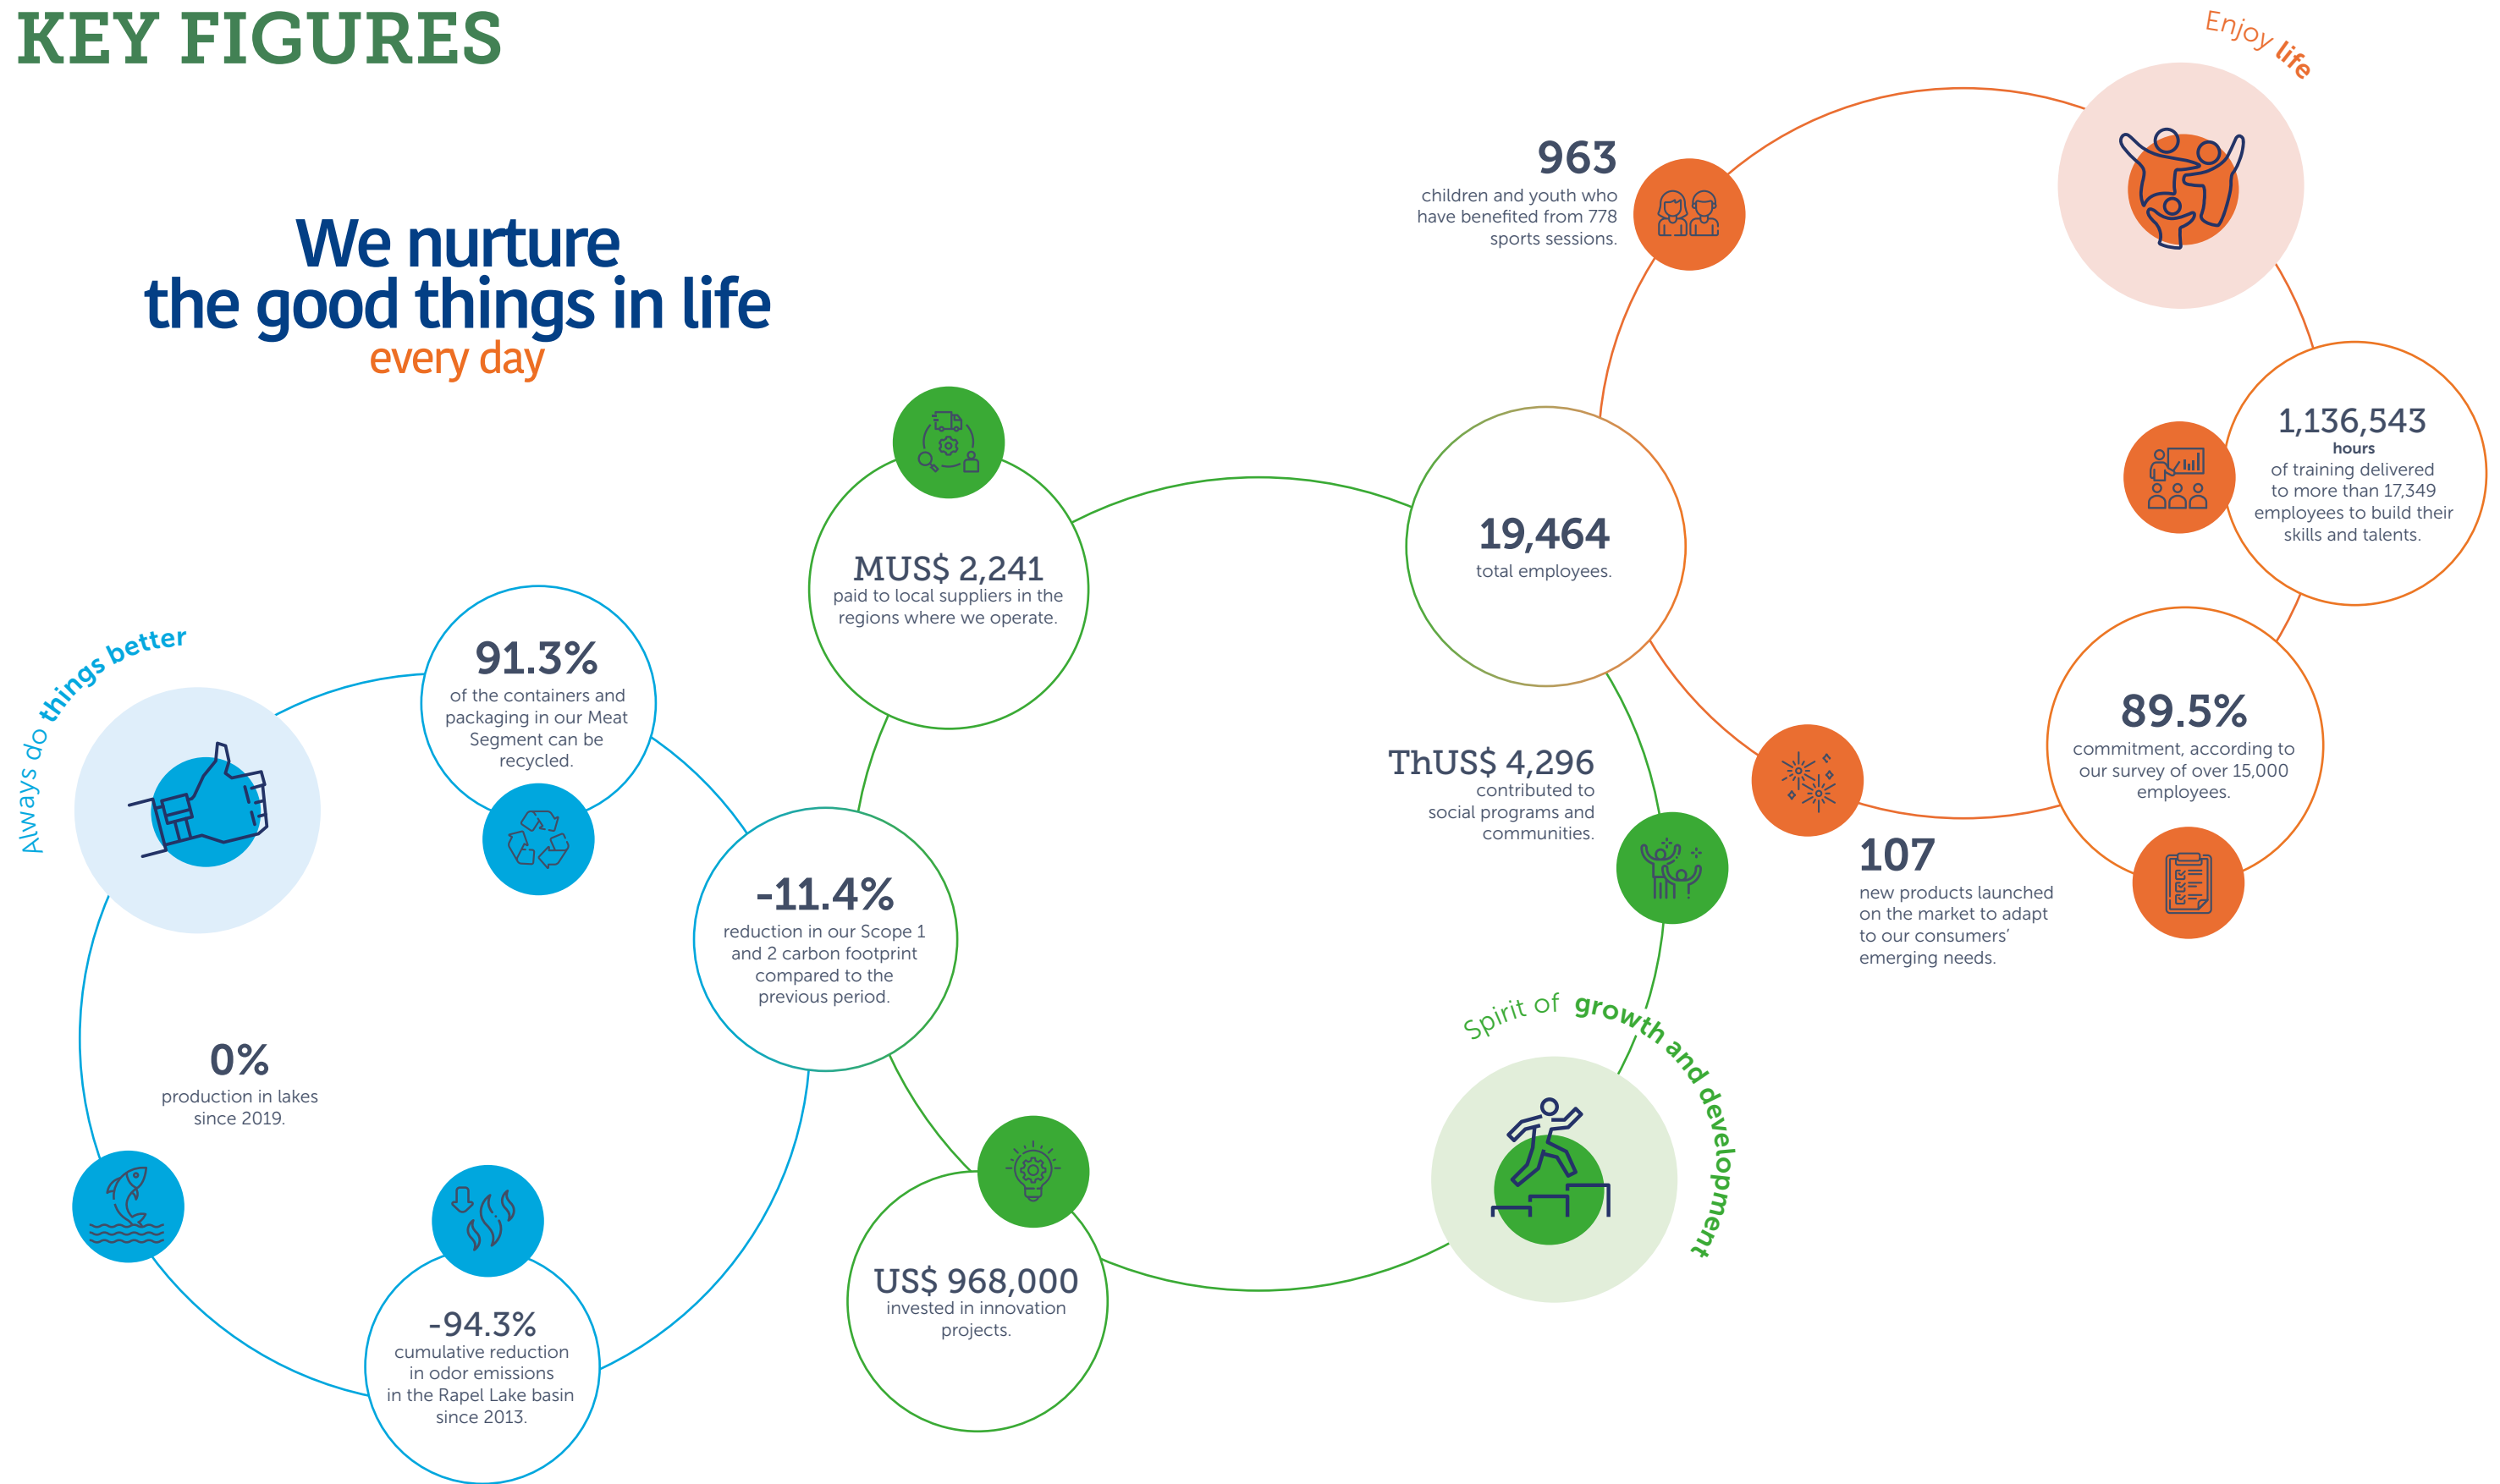 KEY FIGURES
We nurture
the good things in life
every day
Always do things better
91.3%
of the containers and
packaging in our Meat
Segment can be
recycled.
0%
production in lakes
since 2019.
-94.3%
cumulative reduction
in odor emissions
in the Rapel Lake basin
since 2013.
-11.4%
reduction in our Scope 1
and 2 carbon footprint
compared to the
previous period.
MUS$ 2,241
paid to local suppliers in the
regions where we operate.
US$ 968,000
invested in innovation
projects.
Spirit of growth and development
ThUS$ 4,296
contributed to
social programs and
communities.
19,464
total employees.
963
children and youth who
have benefited from 778
sports sessions.
Enjoy life
1,136,543
hours
of training delivered
to more than 17,349
employees to build their
skills and talents.
89.5%
commitment, according to
our survey of over 15,000
employees.
107
new products launched
on the market to adapt
to our consumers’
emerging needs.